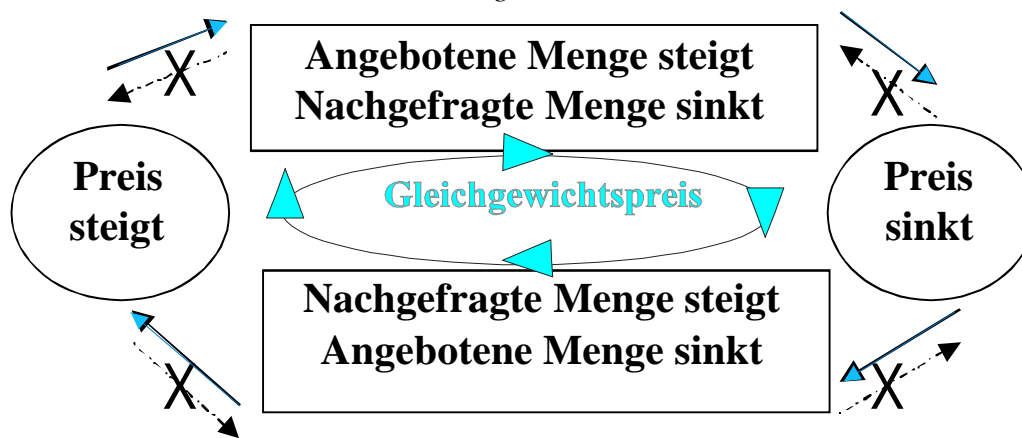 Angebotene Menge steigt
Nachgefragte Menge sinkt
Preis
steigt
Gleichgewichtspreis
Preis
sinkt
Nachgefragte Menge steigt
Angebotene Menge sinkt
X
X
X
X